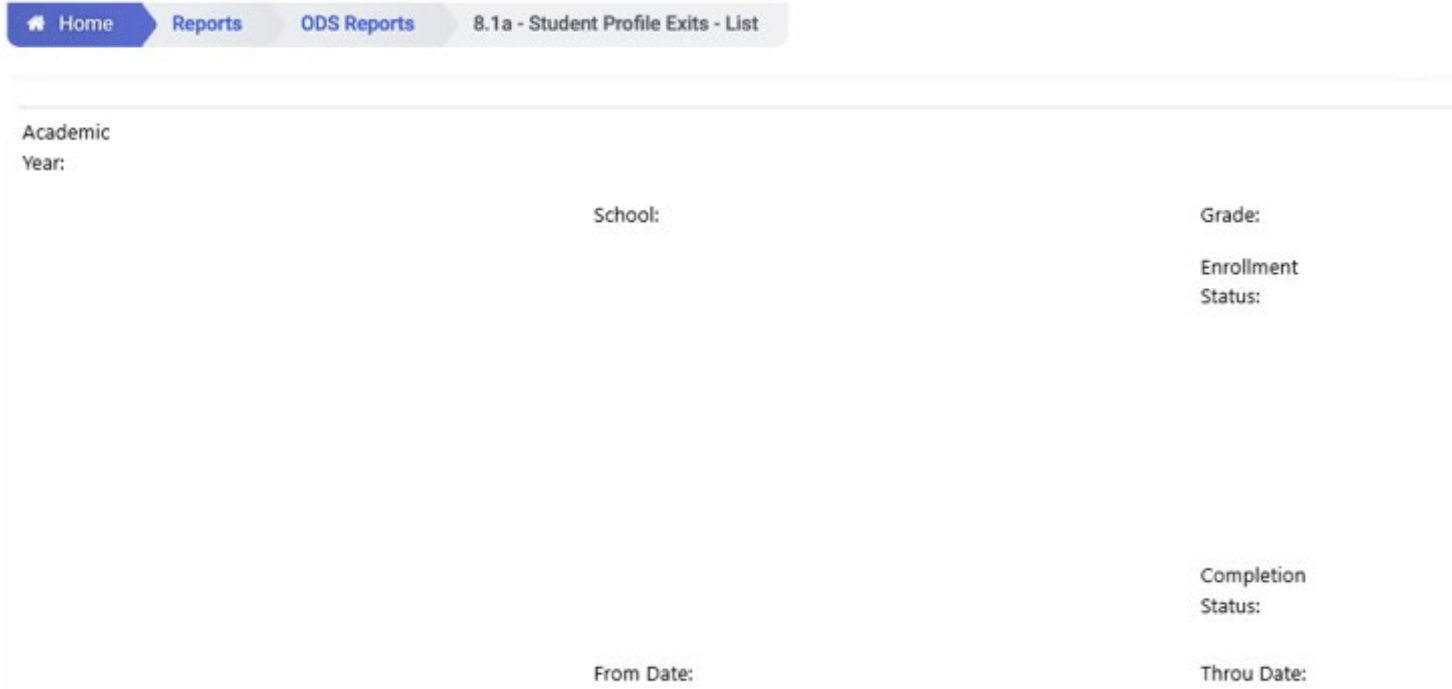 Home Reports ODS Reports 8.1a - Student Profile Exits - List
Academic
Year:
School: Grade:
Enrollment
Status:
Completion
Status:
From Date: Throu Date: